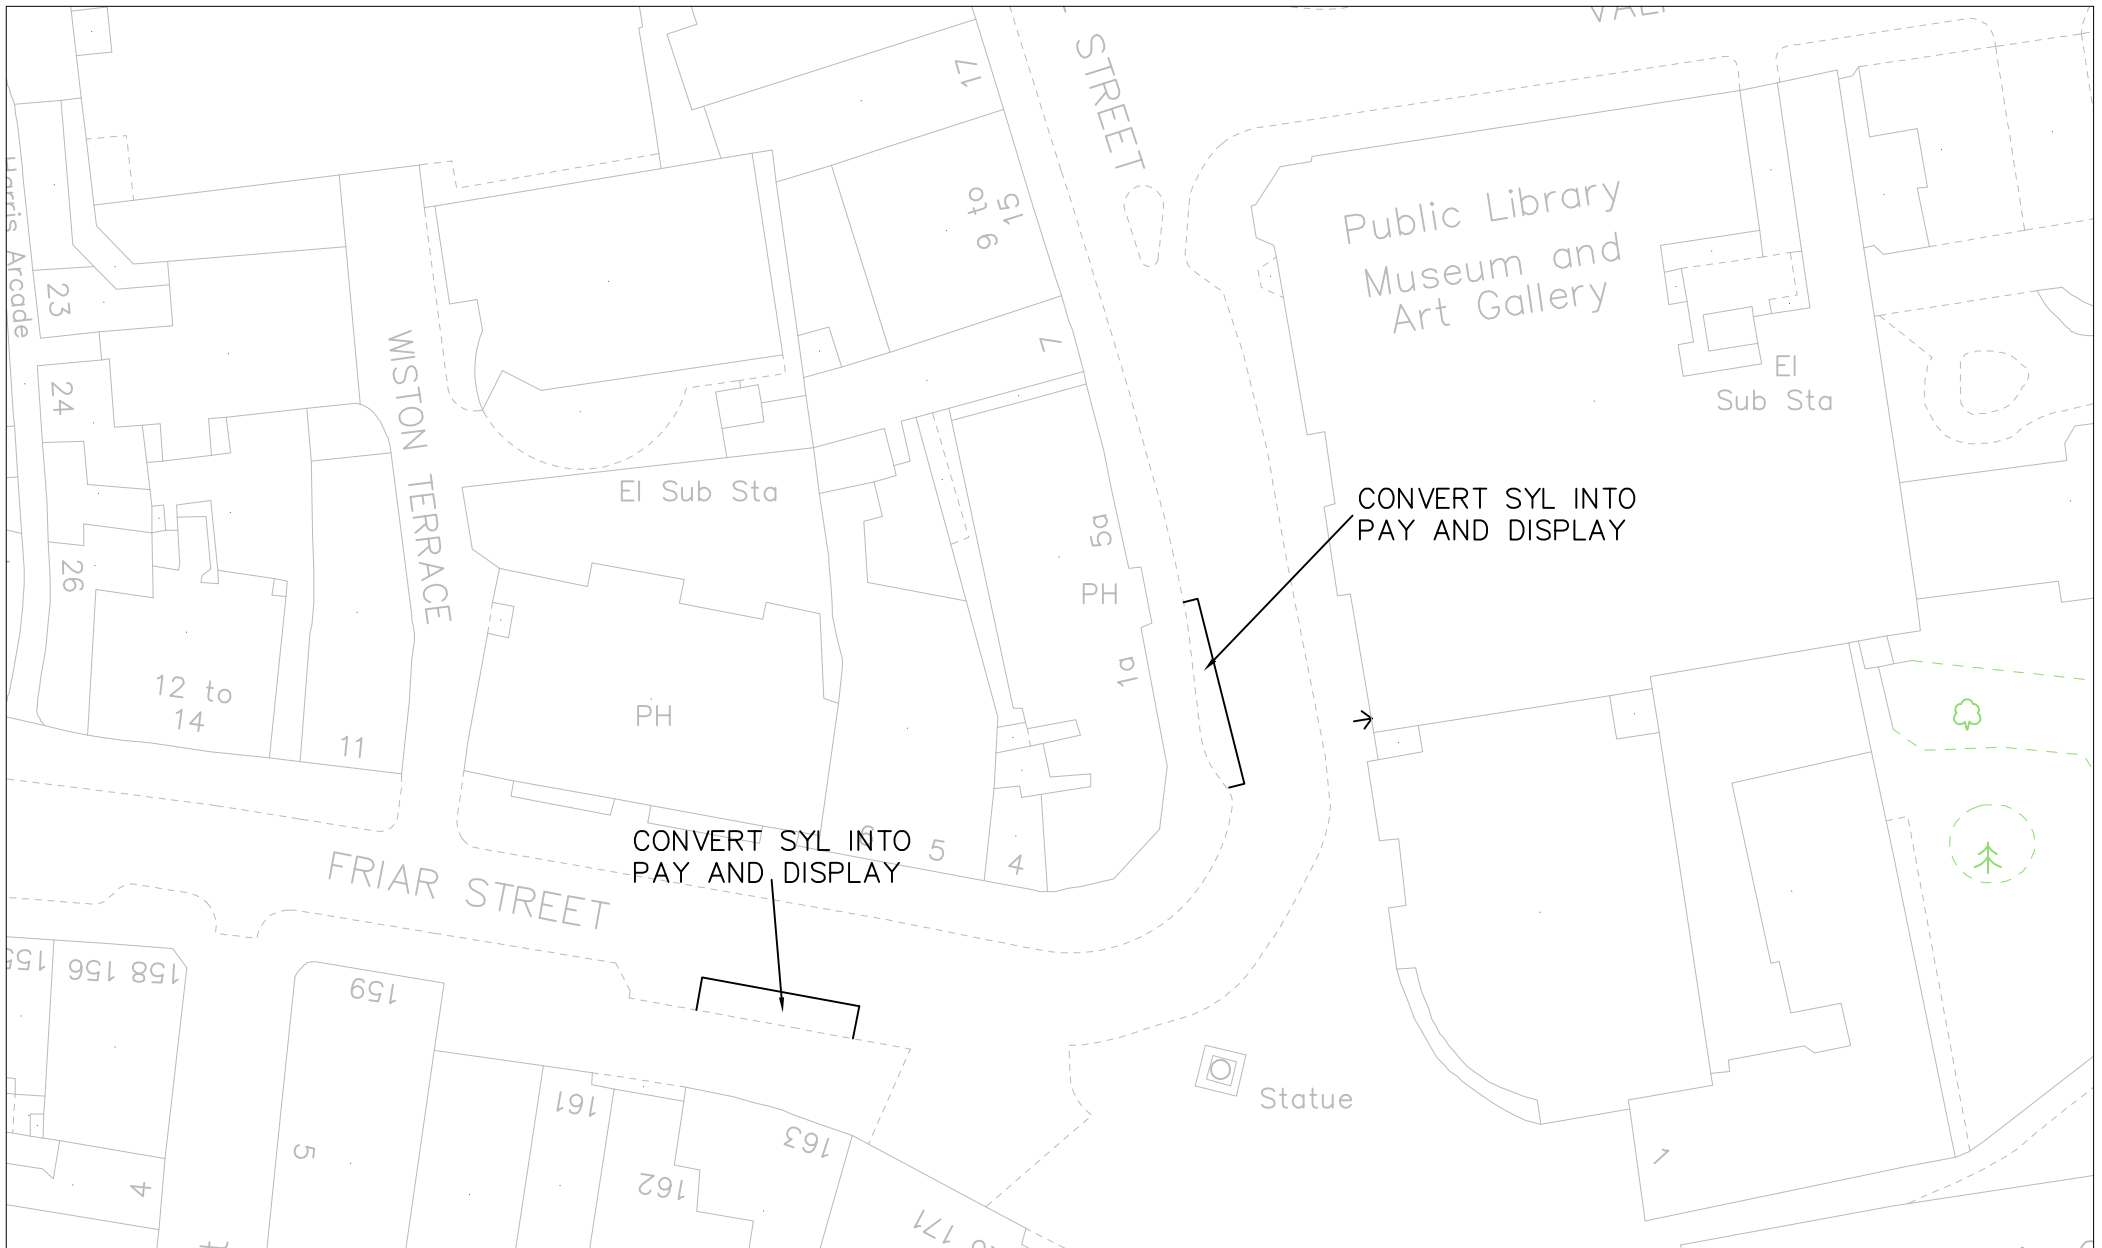 STREET
17
15
9 to
7
Public Library
Museum and
Art Gallery
El
Sub Sta
Harris Arcade
23
24
26
WISTON TERRACE
El Sub Sta
5a
PH
1a
CONVERT SYL INTO
PAY AND DISPLAY
12 to
14
11
PH
CONVERT SYL INTO
PAY AND DISPLAY
6
5
4
FRIAR STREET
155
156
158
159
161
162
163
171
5
4
Statue
1